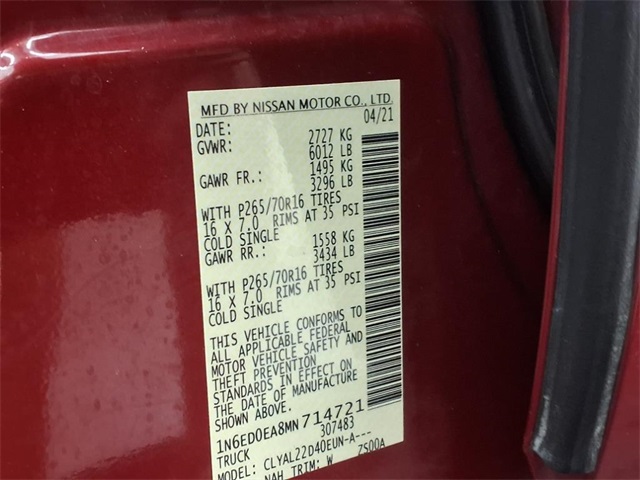 MFD BY NISSAN MOTOR CO., LTD.
DATE: 04/21
GVWR: 2727 KG
6012 LB
GAWR FR.: 1495 KG
3296 LB
WITH P265/70R16 TIRES
16 X 7.0 RIMS AT 35 PSI
COLD SINGLE
GAWR RR.: 1558 KG
3434 LB
WITH P265/70R16 TIRES
16 X 7.0 RIMS AT 35 PSI
COLD SINGLE
THIS VEHICLE CONFORMS TO
ALL APPLICABLE FEDERAL
MOTOR VEHICLE SAFETY AND
THEFT PREVENTION
STANDARDS IN EFFECT ON
THE DATE OF MANUFACTURE
SHOWN ABOVE.
1N6ED0EA8MN714721
TRUCK 307483
CLYAL22D40EUN-A---
NAH TRIM: W ZS00A